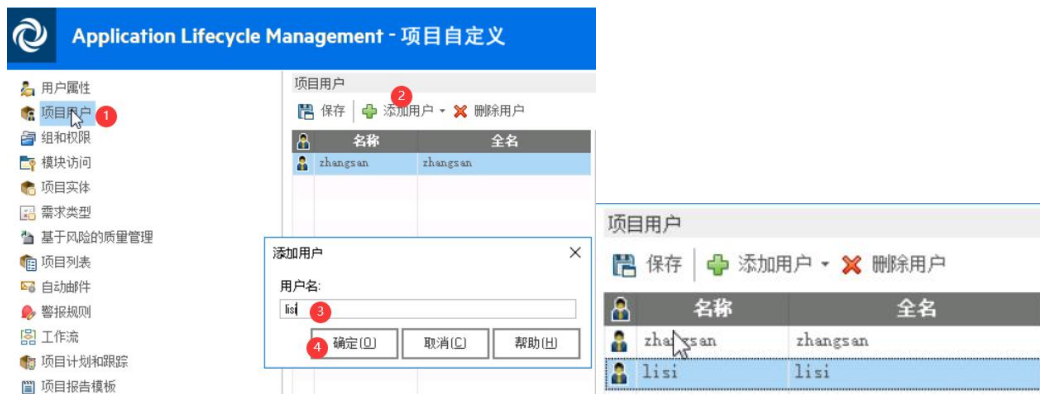 Application Lifecycle Management - 项目自定义
用户属性
项目用户
1
组和权限
模块访问
项目实体
需求类型
基于风险的质量管理
项目列表
自动邮件
警报规则
工作流
项目计划和跟踪
项目报告模板
项目用户
2
保存 添加用户 删除用户
名称 全名
zhangsan zhangsan
添加用户
用户名:
lisi 3
4 确定(O) 取消(C) 帮助(H)
项目用户
保存 添加用户 删除用户
名称 全名
zhangsan zhangsan
lisi lisi